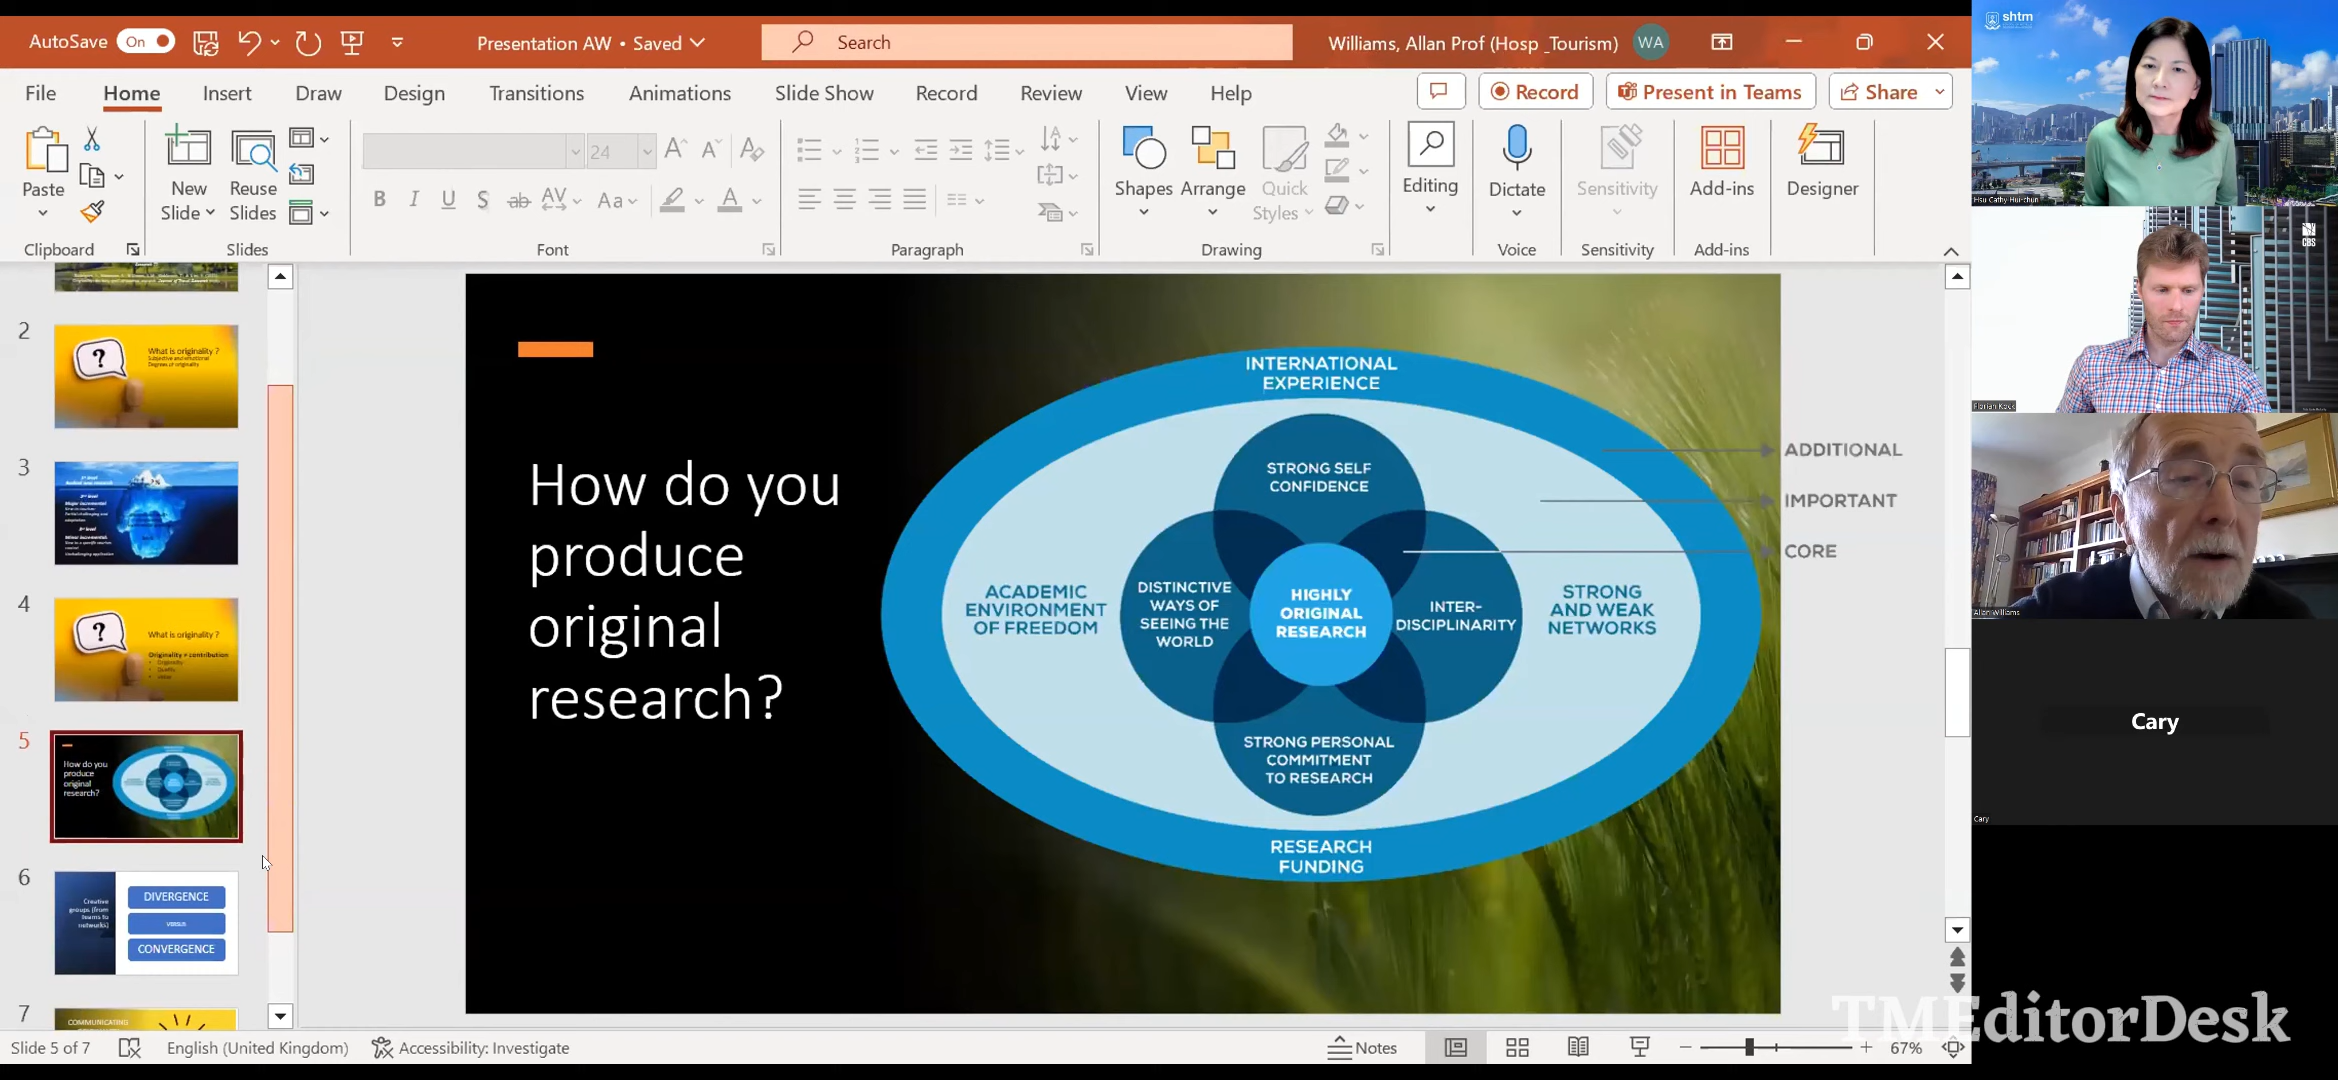 AutoSave On
Presentation AW • Saved
Search
Williams, Allan Prof (Hosp _Tourism)
WA
File Home Insert Draw Design Transitions Animations Slide Show Record Review View Help
Record
Present in Teams
Share
Paste
New
Slide
Reuse
Slides
24
Shapes
Arrange
Quick
Styles
Editing
Dictate
Sensitivity
Add-ins
Designer
Clipboard
Slides
Font
Paragraph
Drawing
Voice
Sensitivity
Add-ins
2
What is originality ?
Subjective and emotional
Degrees of originality
3
4
What is originality ?
Originality ≠ contribution
5
How do you
produce
original
research?
6
Creative
groups (from
teams to
networks)
DIVERGENCE
VERSUS
CONVERGENCE
7
COMMUNICATING
How do you
produce
original
research?
INTERNATIONAL
EXPERIENCE
STRONG SELF
CONFIDENCE
ACADEMIC
ENVIRONMENT
OF FREEDOM
DISTINCTIVE
WAYS OF
SEEING THE
WORLD
HIGHLY
ORIGINAL
RESEARCH
INTER-
DISCIPLINARITY
STRONG
AND WEAK
NETWORKS
STRONG PERSONAL
COMMITMENT
TO RESEARCH
RESEARCH
FUNDING
ADDITIONAL
IMPORTANT
CORE
Slide 5 of 7
English (United Kingdom)
Accessibility: Investigate
Notes
67%
shtm
Hsu Cathy Hui-chun
CBS
Florian Kock
Allan Williams
Cary
Cary
TMEditorDesk